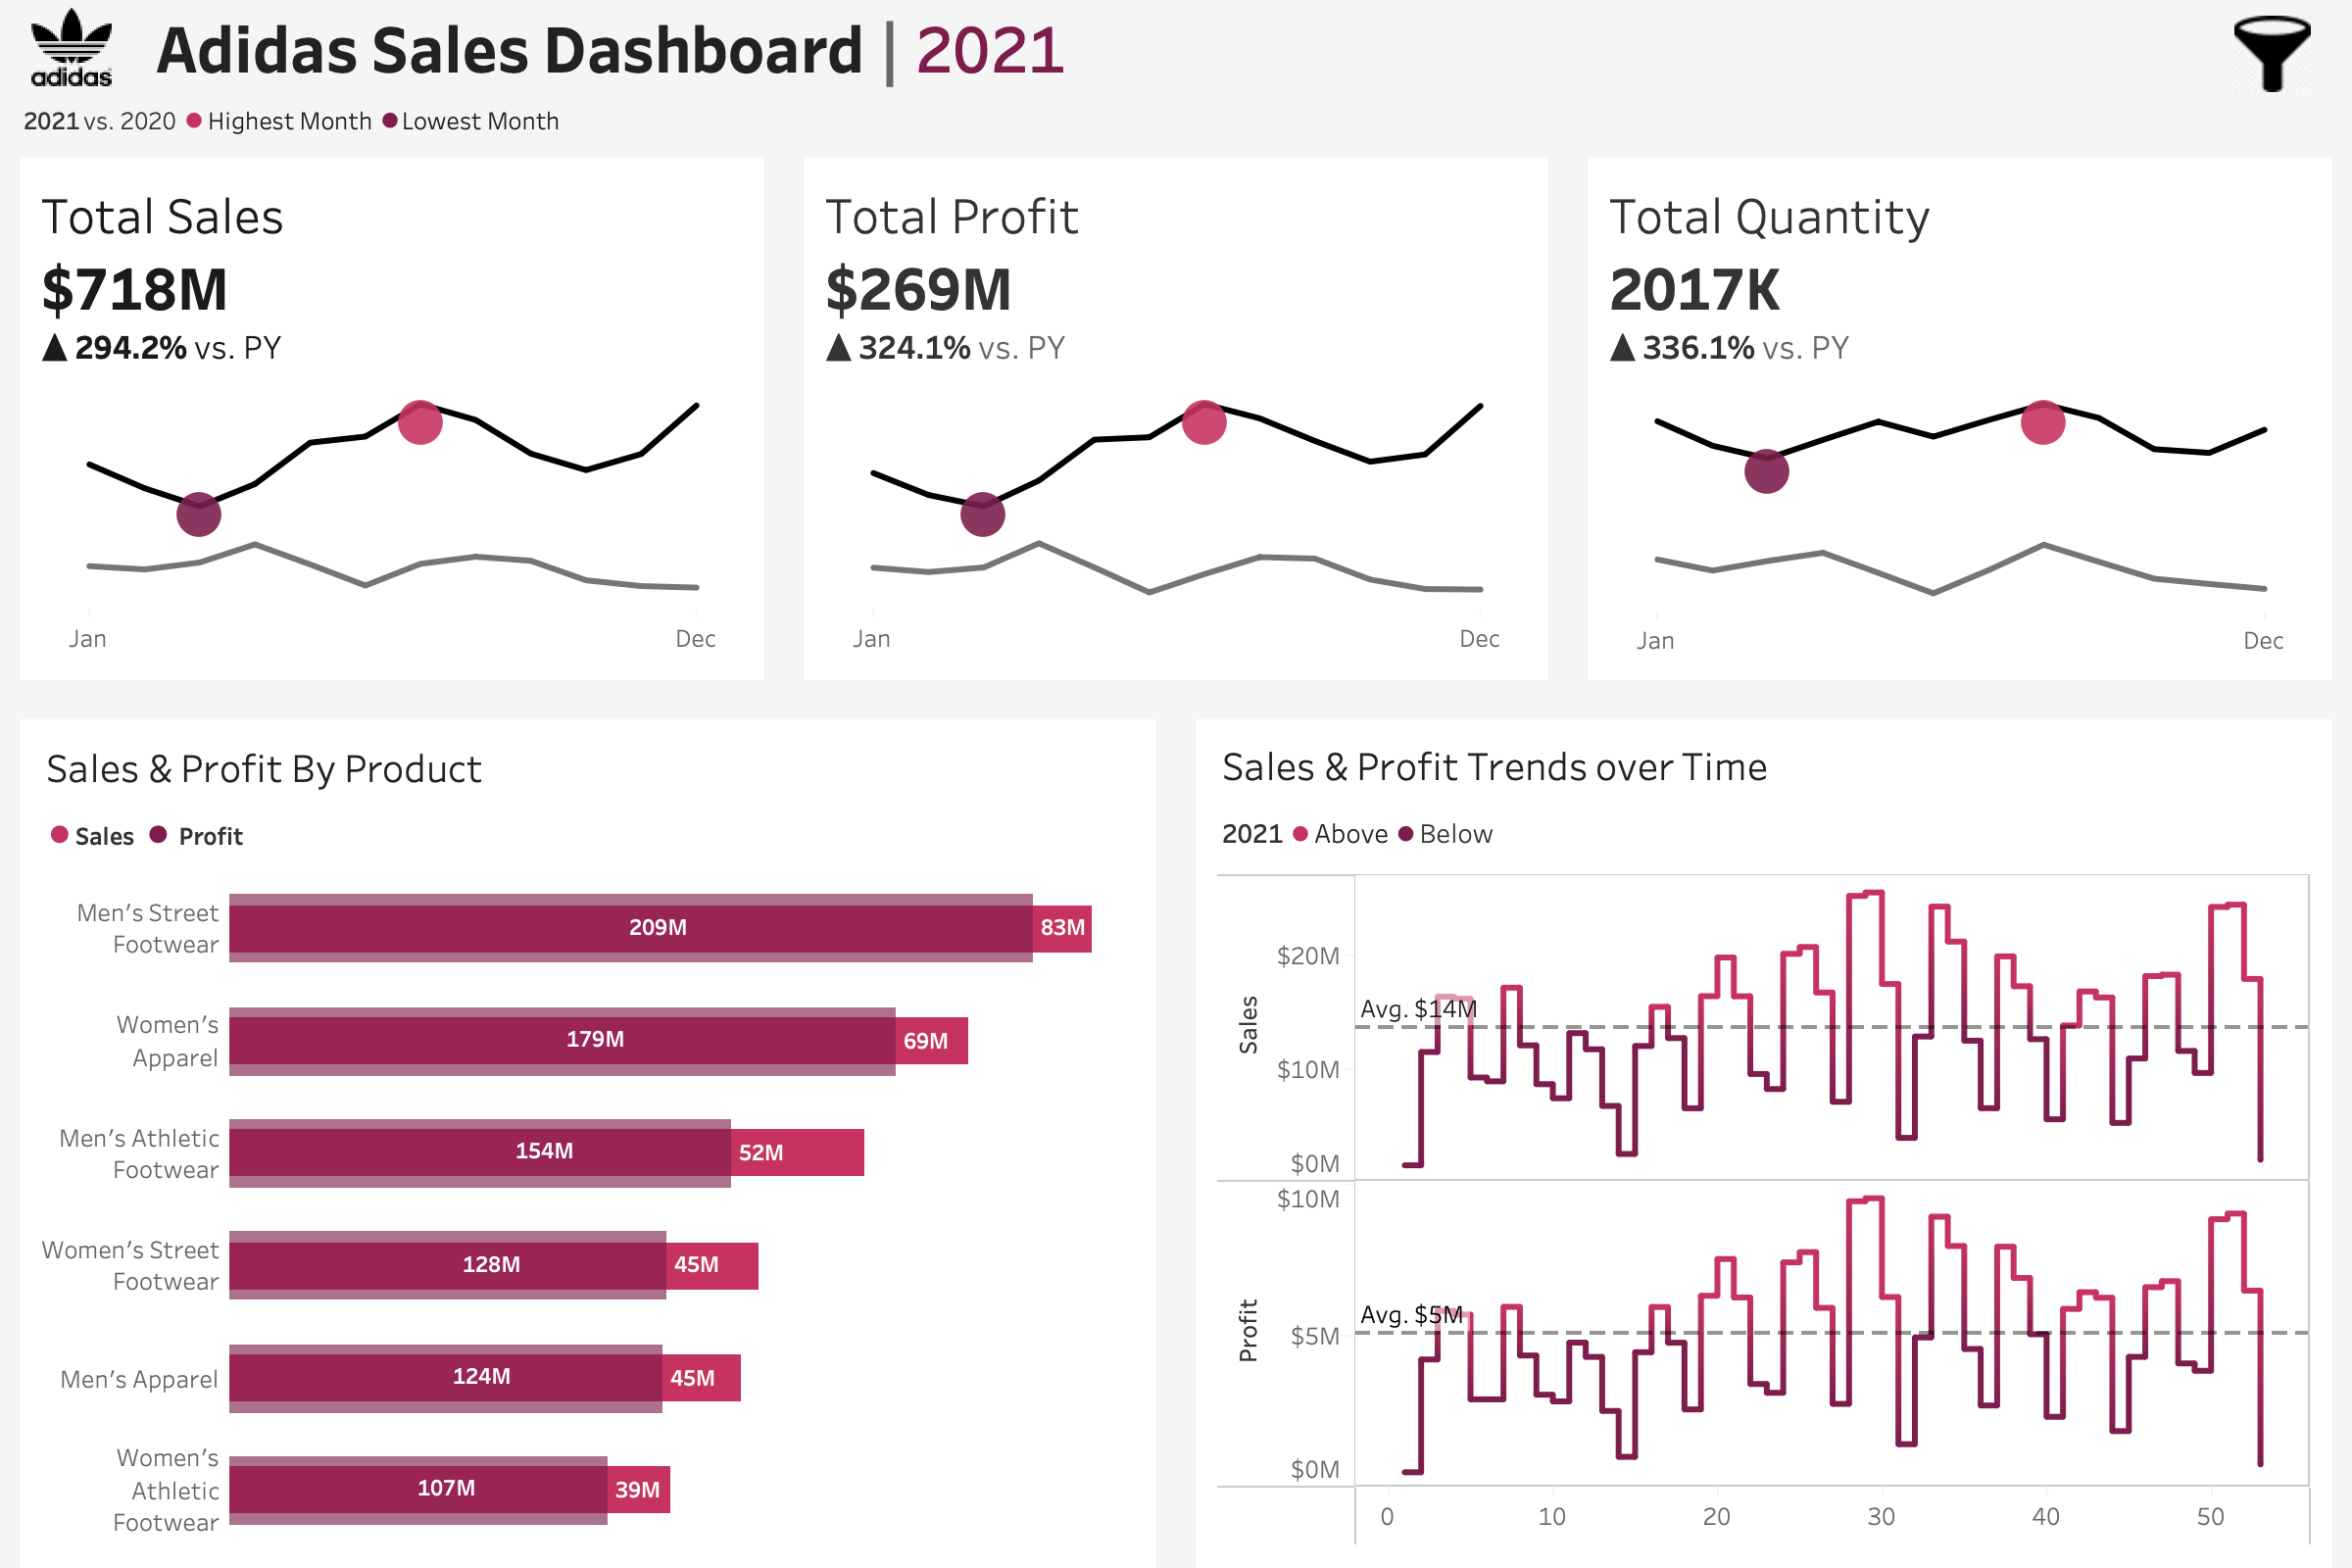 adidas
Adidas Sales Dashboard | 2021
2021 vs. 2020 Highest Month Lowest Month
Total Sales
$718M
▲ 294.2% vs. PY
Jan Dec
Total Profit
$269M
▲ 324.1% vs. PY
Jan Dec
Total Quantity
2017K
▲ 336.1% vs. PY
Jan Dec
Sales & Profit By Product
Sales Profit
Men's Street
Footwear
209M 83M
Women's
Apparel
179M 69M
Men's Athletic
Footwear
154M 52M
Women's Street
Footwear
128M 45M
Men's Apparel
124M 45M
Women's
Athletic
Footwear
107M 39M
Sales & Profit Trends over Time
2021 Above Below
Sales
$20M
Avg. $14M
$10M
$0M
Profit
$10M
Avg. $5M
$5M
$0M
0 10 20 30 40 50